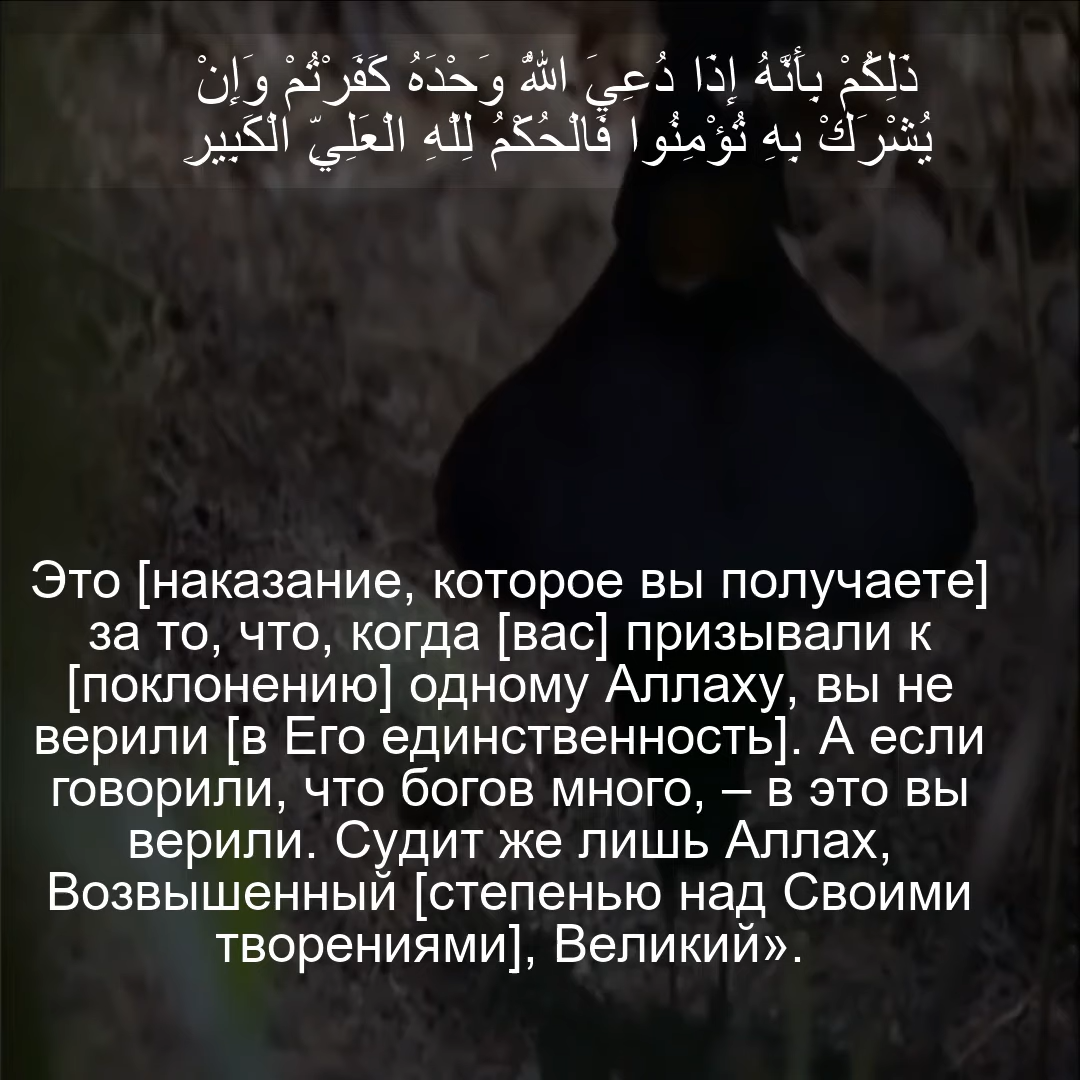 ذَلِكُمْ بِأَنَّهُ إِذَا دُعِيَ اللَّهُ وَحْدَهُ كَفَرْتُمْ وَإِنْ
يُشْرَكْ بِهِ تُؤْمِنُوا فَالْحُكْمُ لِلَّهِ الْعَلِيِّ الْكَبِيرِ
Это [наказание, которое вы получаете]
за то, что, когда [вас] призывали к
[поклонению] одному Аллаху, вы не
верили [в Его единственность]. А если
говорили, что богов много, – в это вы
верили. Судит же лишь Аллах,
Возвышенный [степенью над Своими
творениями], Великий».